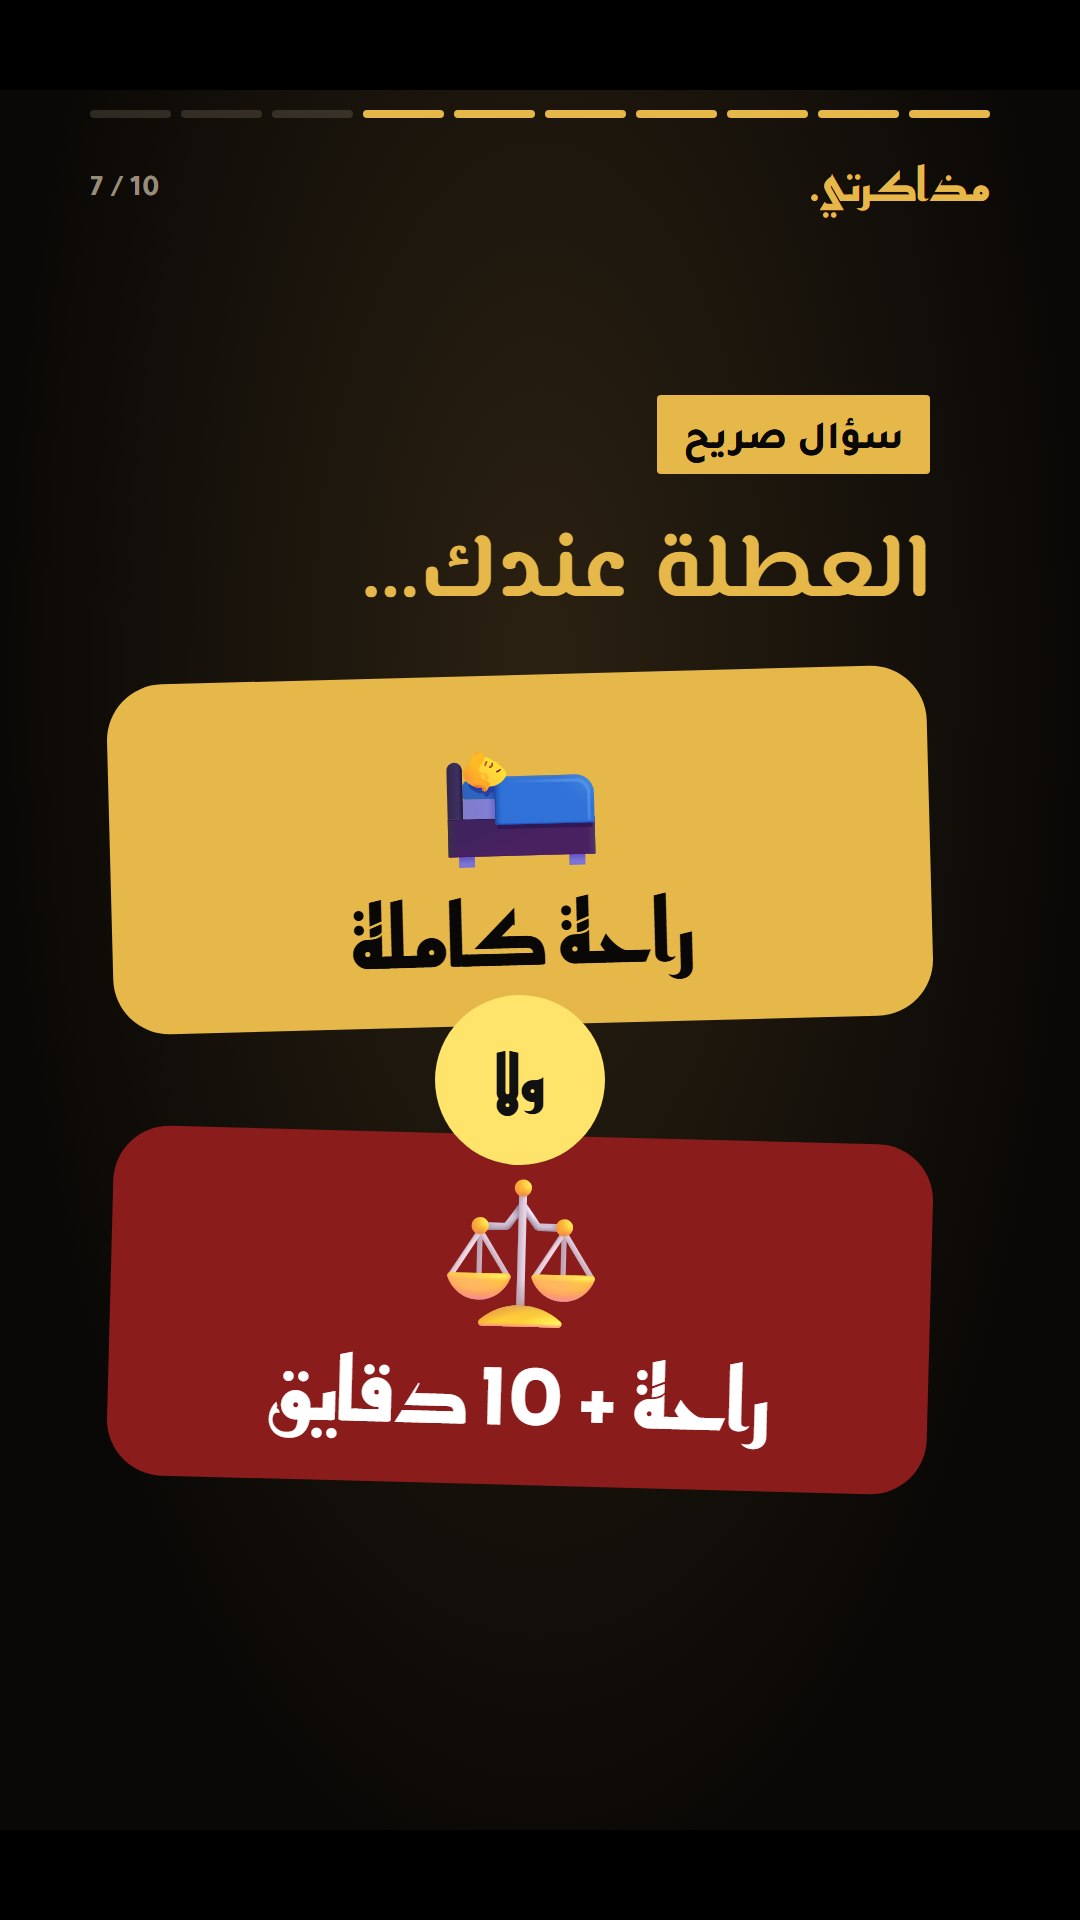 مذاكرتي.
7 / 10
سؤال صريح
العطلة عندك...
راحة كاملة
ولا
راحة + 10 دقايق